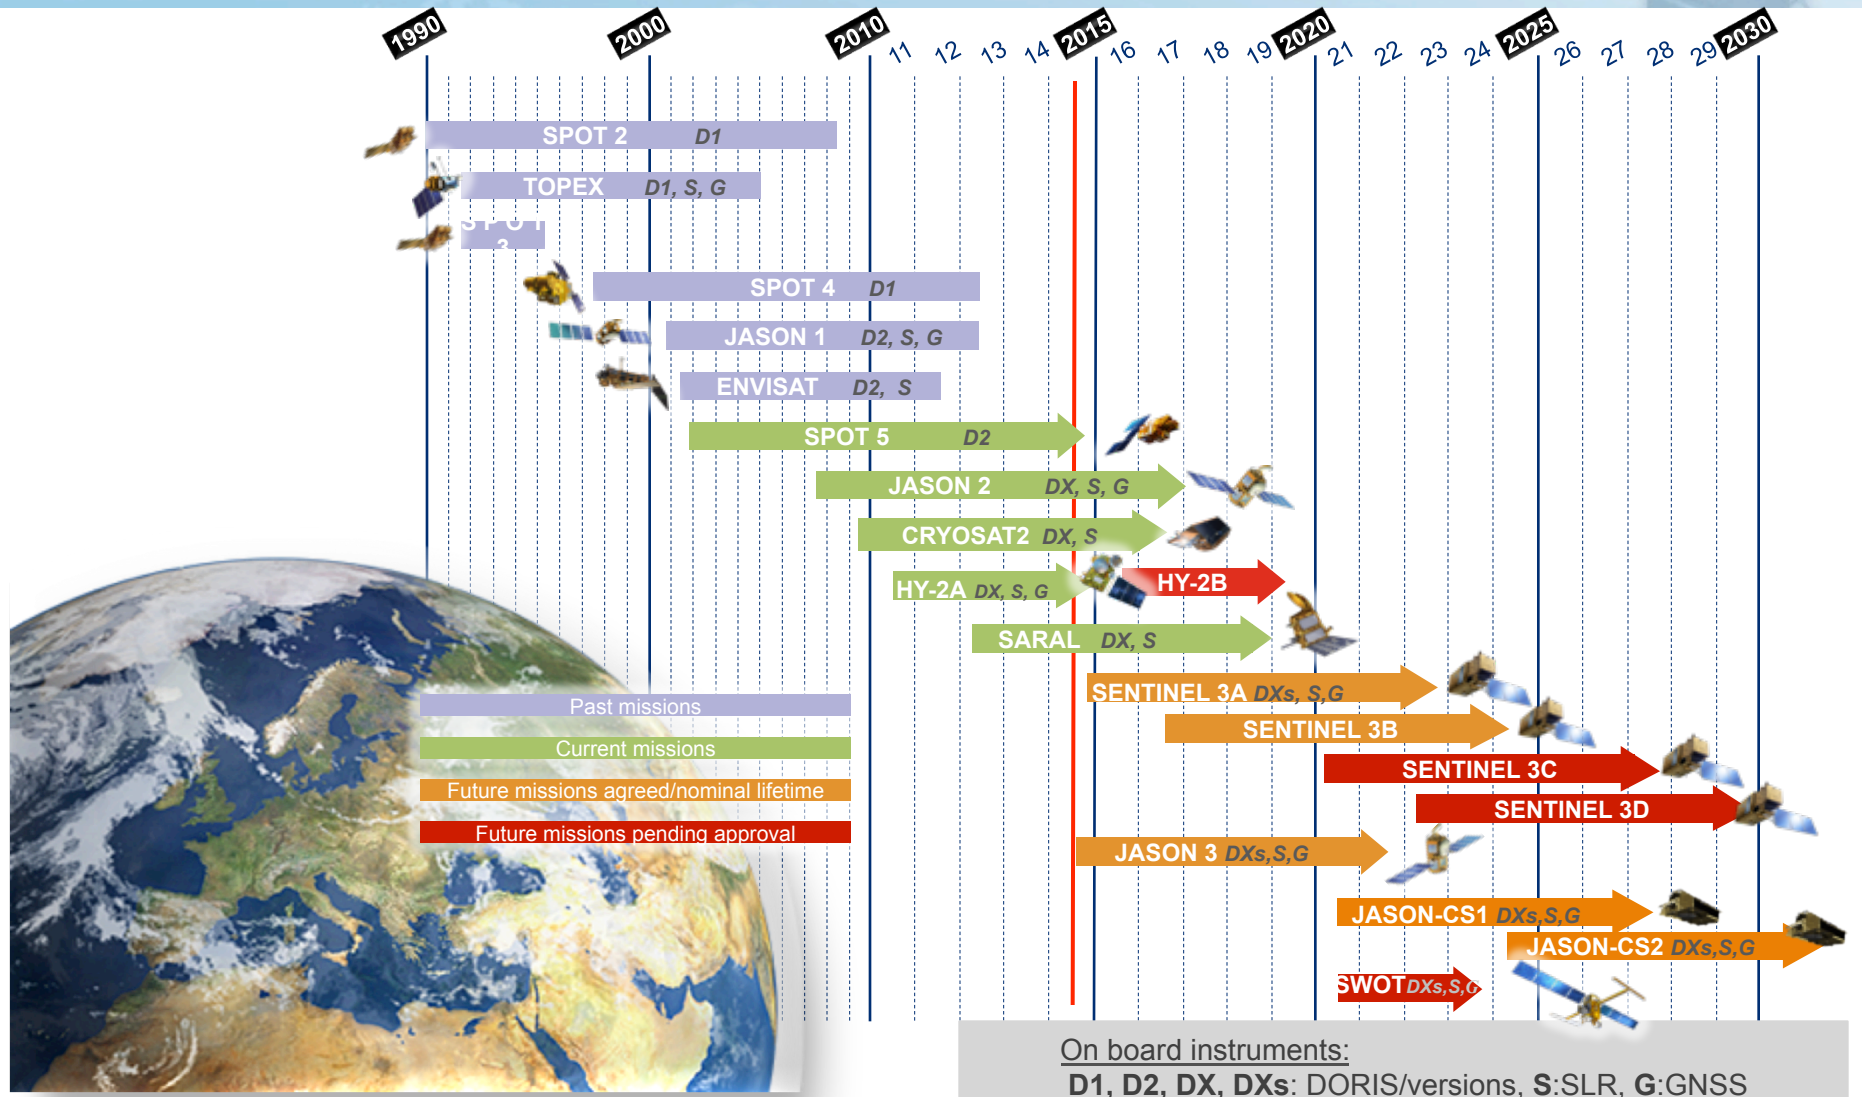 1990
2000
2010
11
12
13
14
2015
16
17
18
19
2020
21
22
23
24
2025
26
27
28
29
2030
SPOT 2 D1
TOPEX D1, S, G
SPOT
3
SPOT 4 D1
JASON 1 D2, S, G
ENVISAT D2, S
SPOT 5 D2
JASON 2 DX, S, G
CRYOSAT2 DX, S
HY-2A DX, S, G
HY-2B
SARAL DX, S
SENTINEL 3A DXs, S,G
SENTINEL 3B
SENTINEL 3C
SENTINEL 3D
JASON 3 DXs,S,G
JASON-CS1 DXs,S,G
JASON-CS2 DXs,S,G
SWOT DXs,S,G
Past missions
Current missions
Future missions agreed/nominal lifetime
Future missions pending approval
On board instruments:
D1, D2, DX, DXs: DORIS/versions, S:SLR, G:GNSS